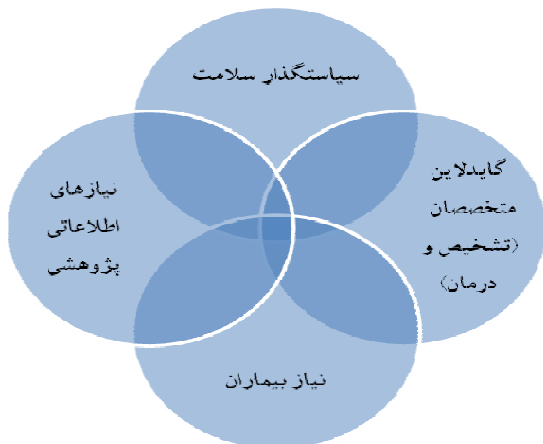 سیاستگذار سلامت
گایدلاین
متخصصان
(تشخیص و
درمان)
نیازهای
اطلاعاتی
پژوهشی
نیاز بیماران